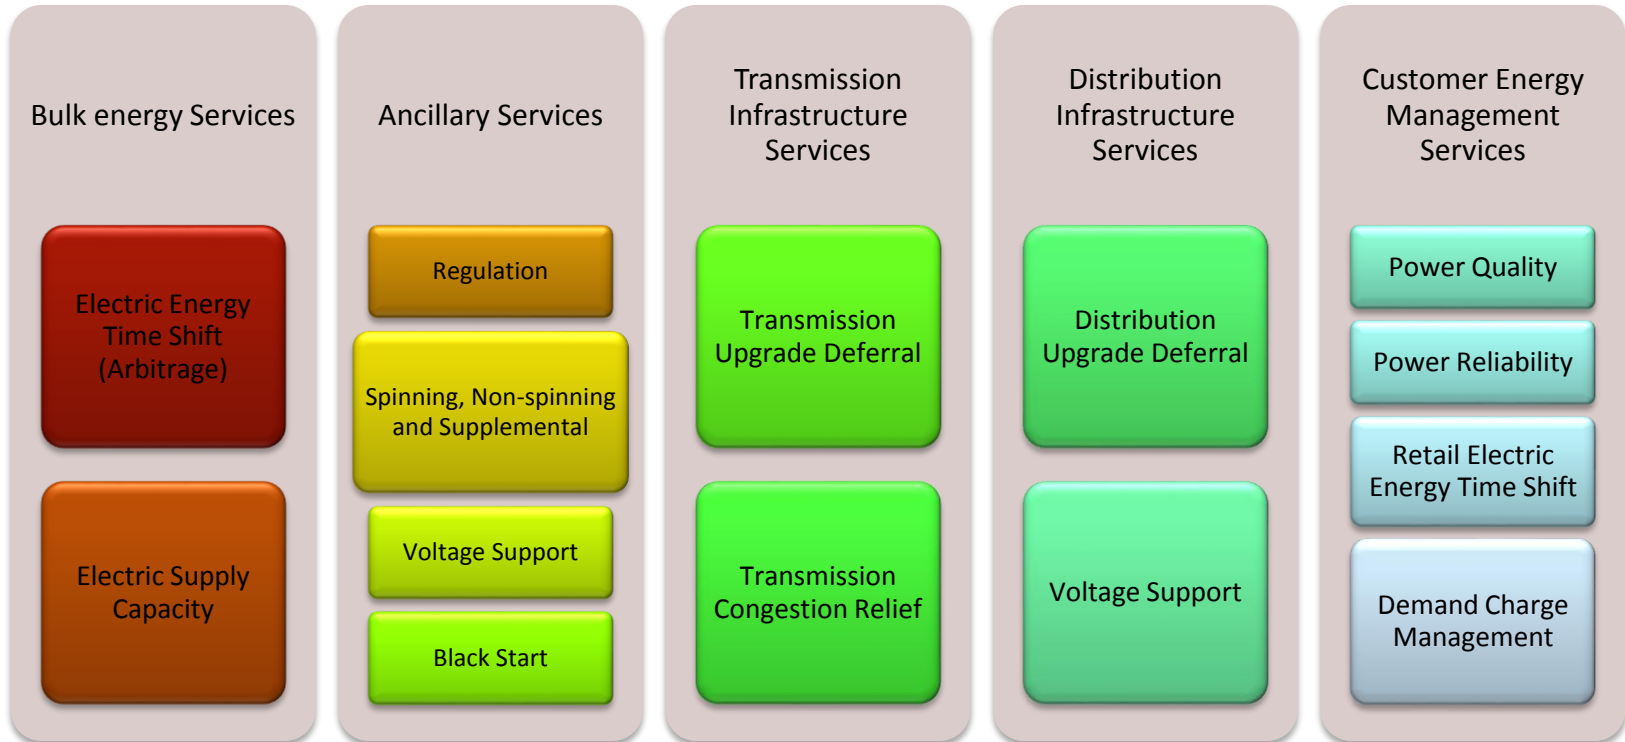 Bulk energy Services
Electric Energy
Time Shift
(Arbitrage)
Electric Supply
Capacity
Ancillary Services
Regulation
Spinning, Non-spinning
and Supplemental
Voltage Support
Black Start
Transmission
Infrastructure
Services
Transmission
Upgrade Deferral
Transmission
Congestion Relief
Distribution
Infrastructure
Services
Distribution
Upgrade Deferral
Voltage Support
Customer Energy
Management
Services
Power Quality
Power Reliability
Retail Electric
Energy Time Shift
Demand Charge
Management